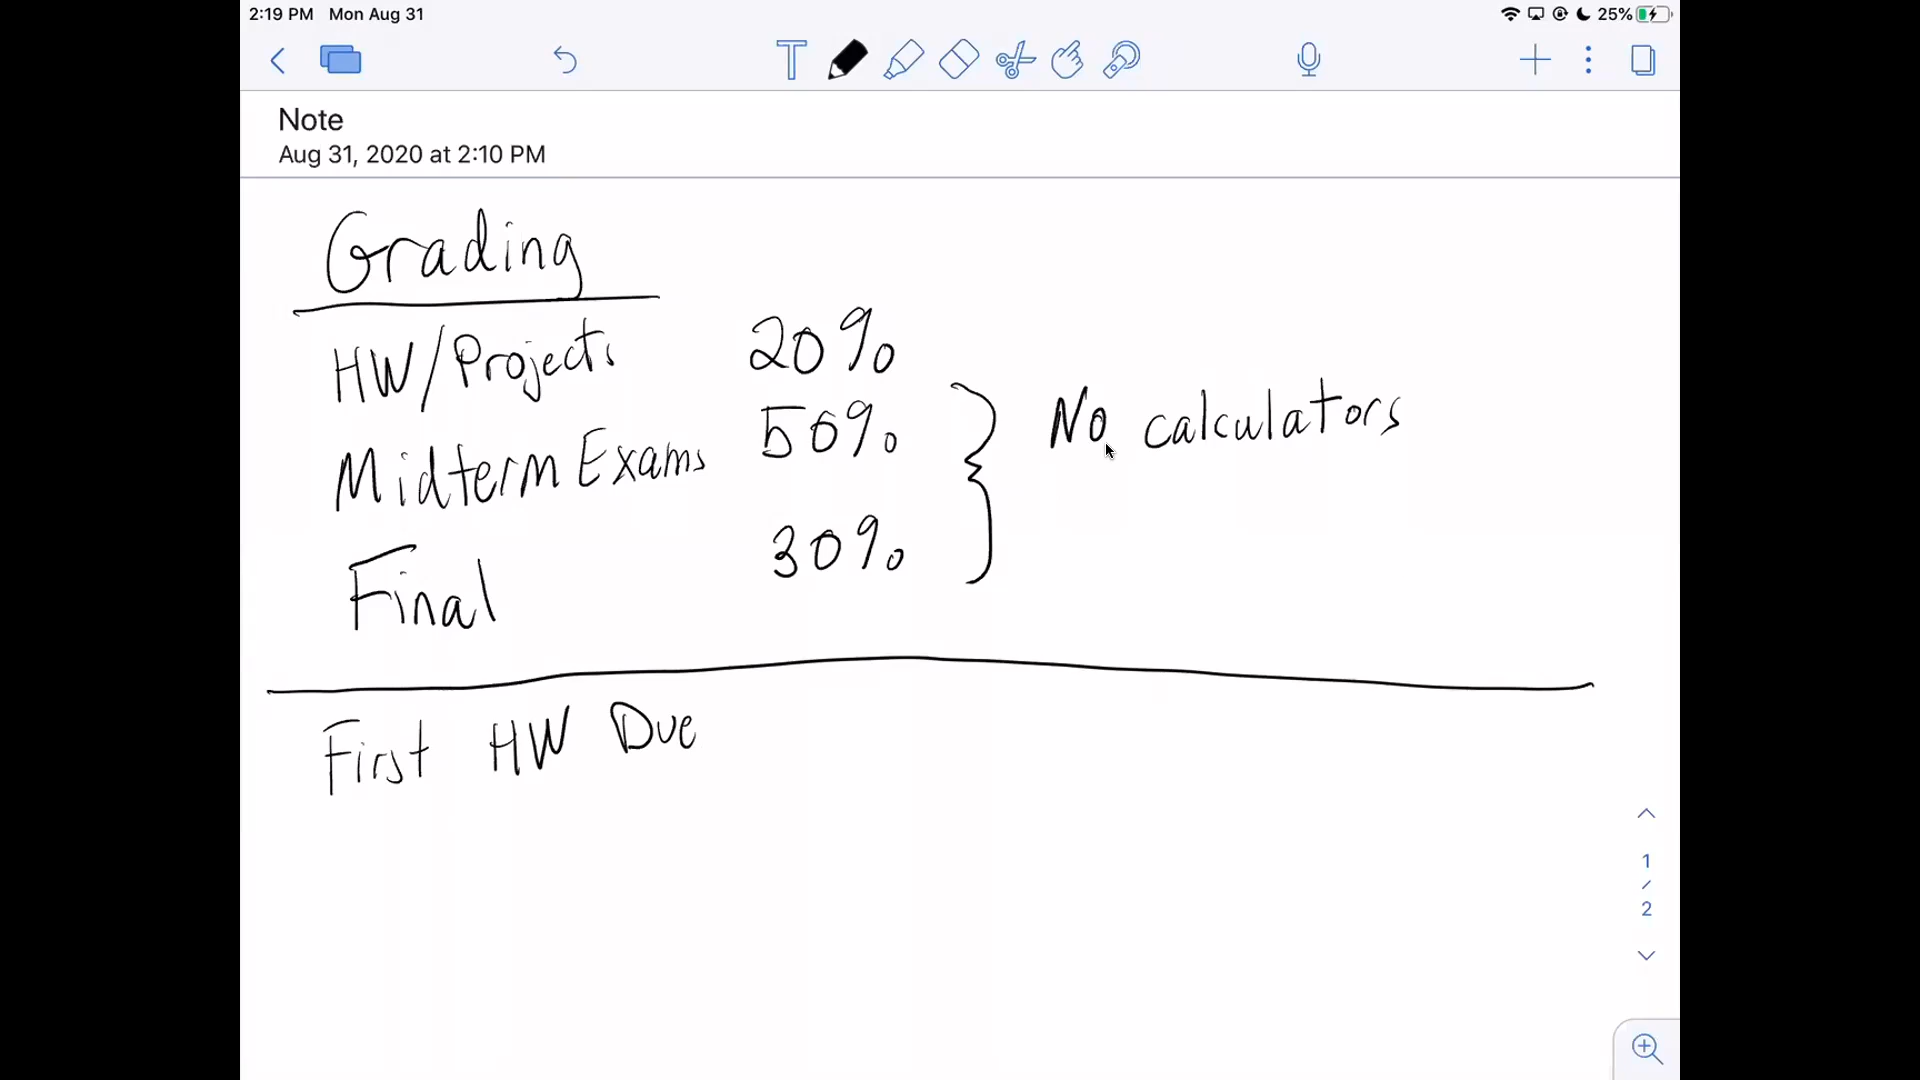 2:19 PM Mon Aug 31 25%
Note
Aug 31, 2020 at 2:10 PM
Grading
HW/Projects 20%
Midterm Exams 50%
No calculators
Final 30%
First HW Due
1
/
2